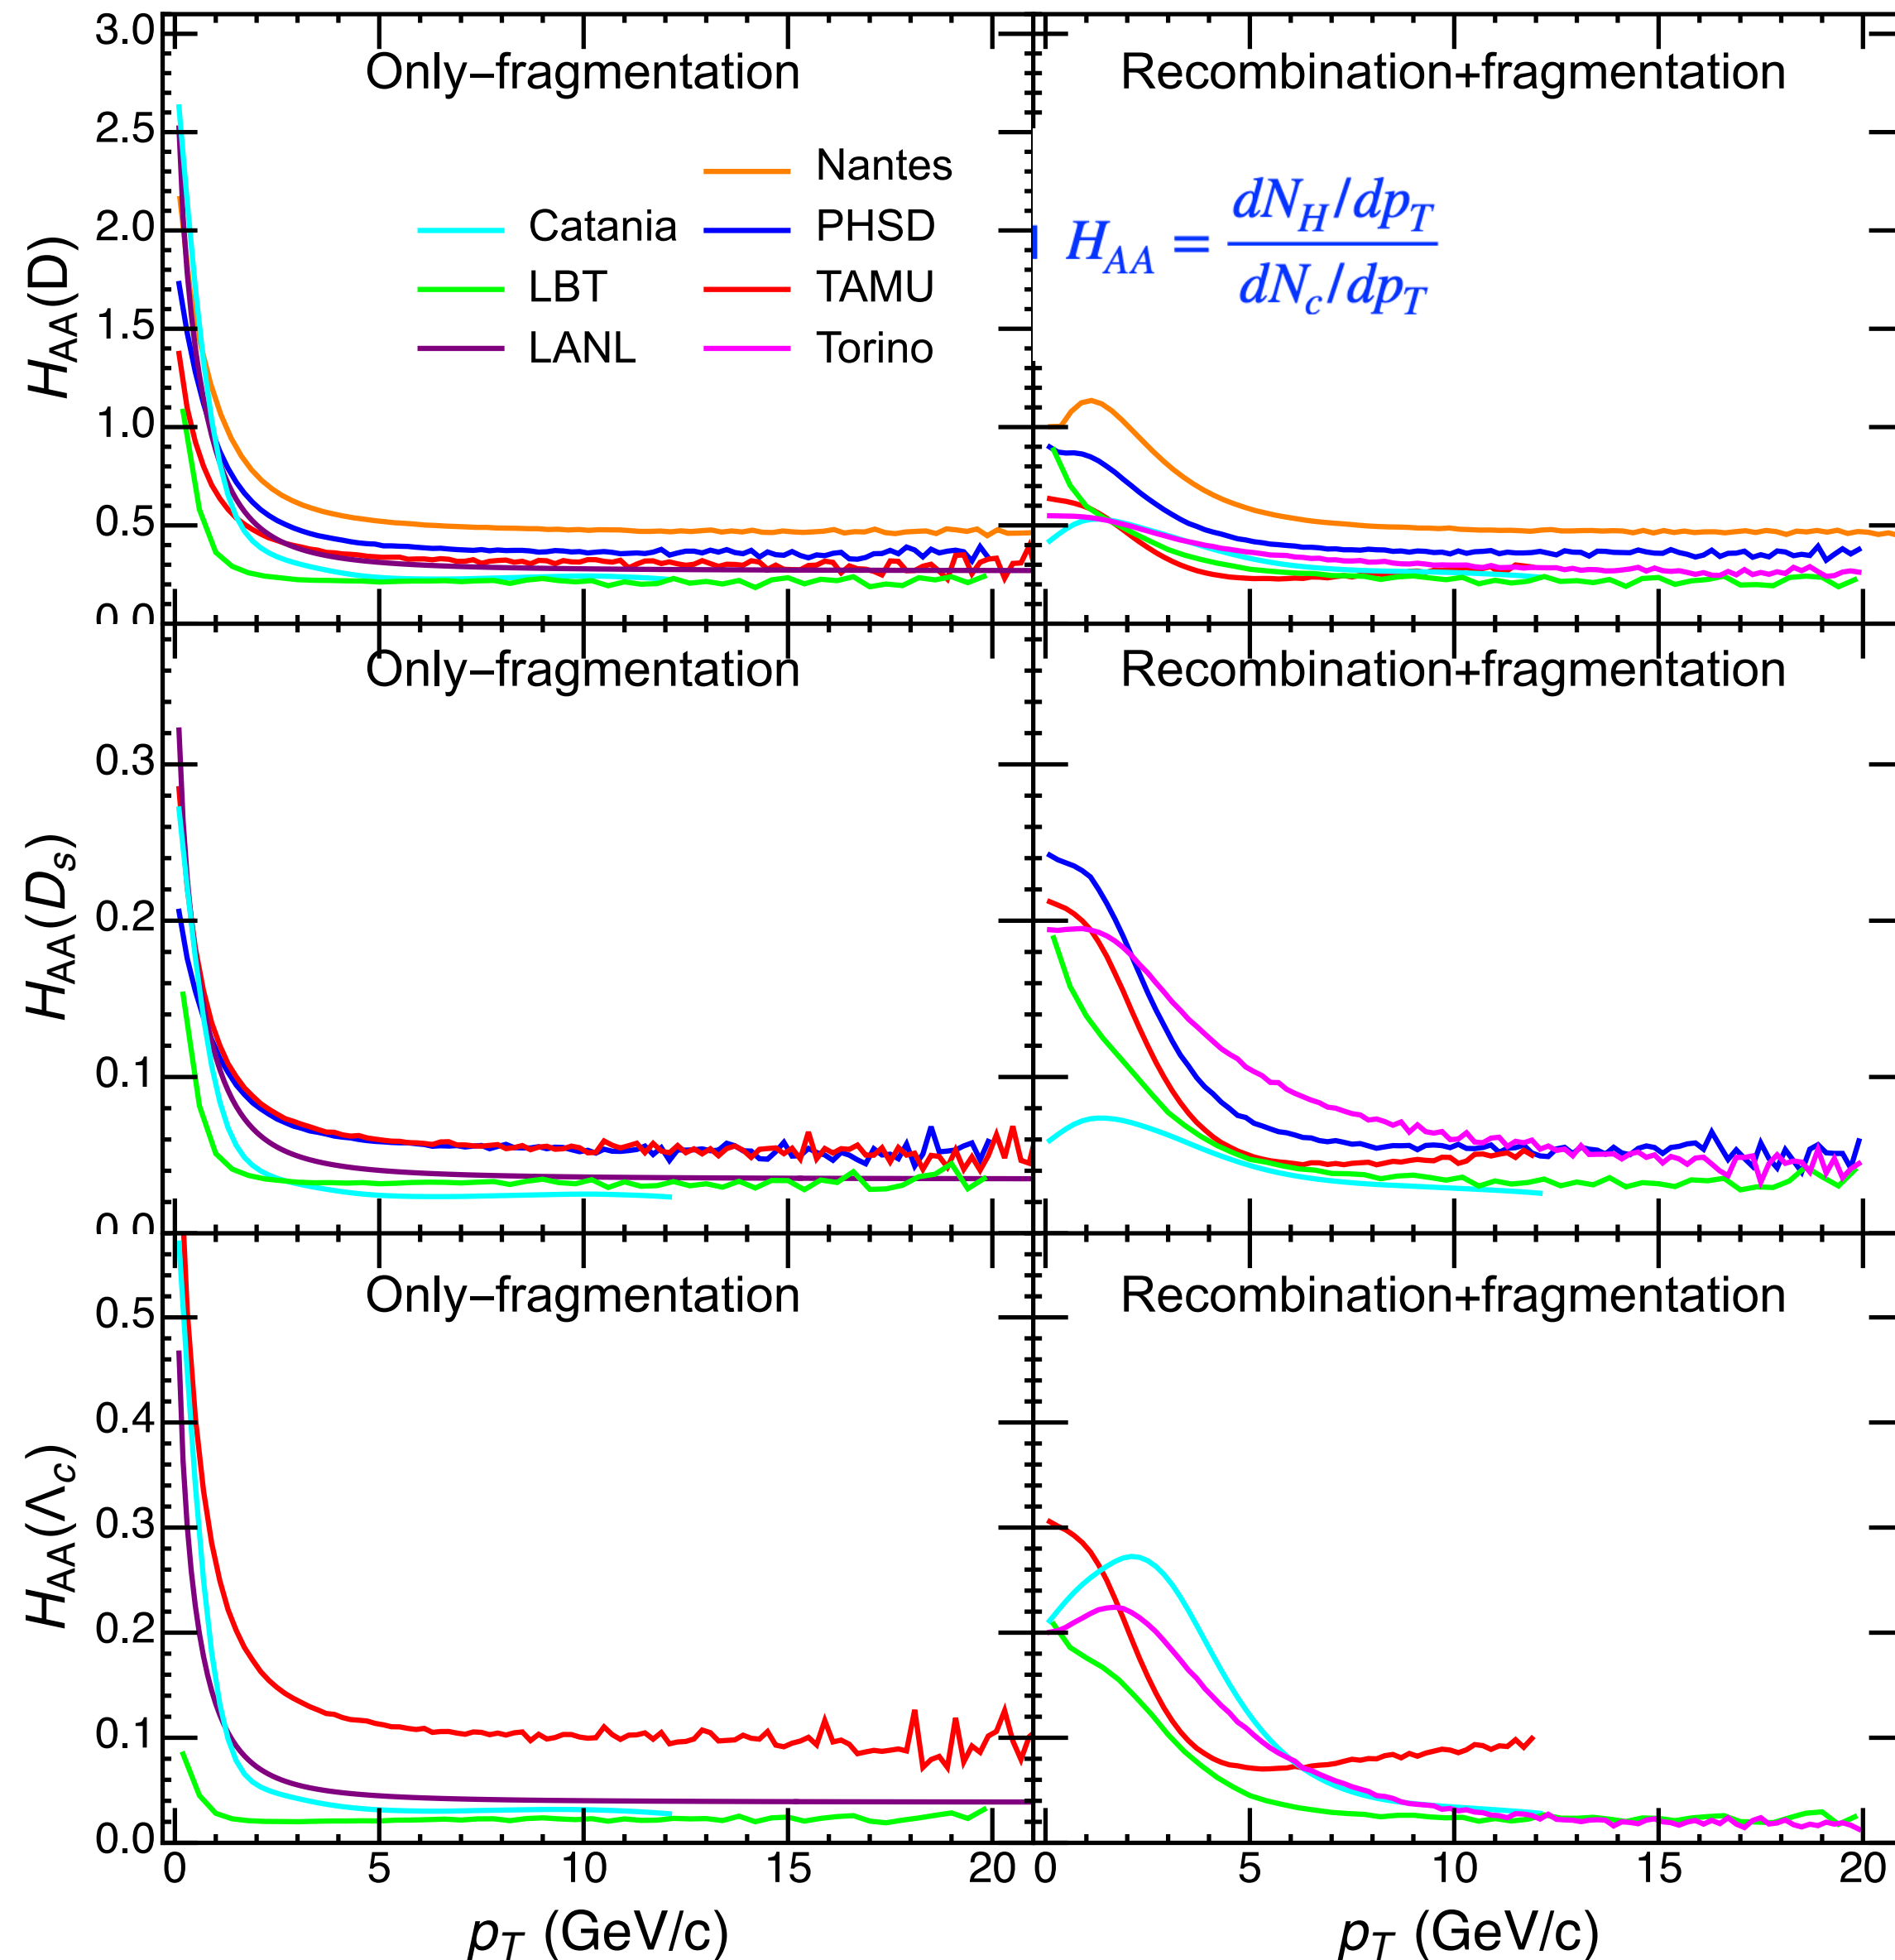 Only–fragmentation
Recombination+fragmentation
3.0
2.5
2.0
1.5
1.0
0.5
0.0
H_AA(D)
Nantes
Catania
PHSD
LBT
TAMU
LANL
Torino
H_AA = dN_H/dp_T
dN_c/dp_T
Only–fragmentation
Recombination+fragmentation
0.3
0.2
0.1
0.0
H_AA(D_s)
Only–fragmentation
Recombination+fragmentation
0.5
0.4
0.3
0.2
0.1
0.0
H_AA(Λ_c)
0 5 10 15 20 0 5 10 15 20
p_T (GeV/c) p_T (GeV/c)